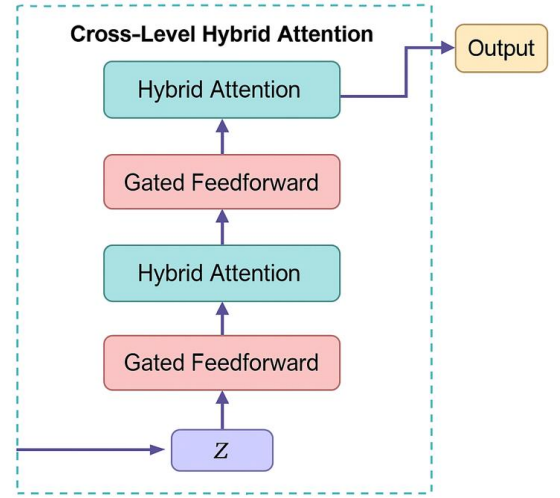 Cross-Level Hybrid Attention
Output
Hybrid Attention
Gated Feedforward
Hybrid Attention
Gated Feedforward
Z